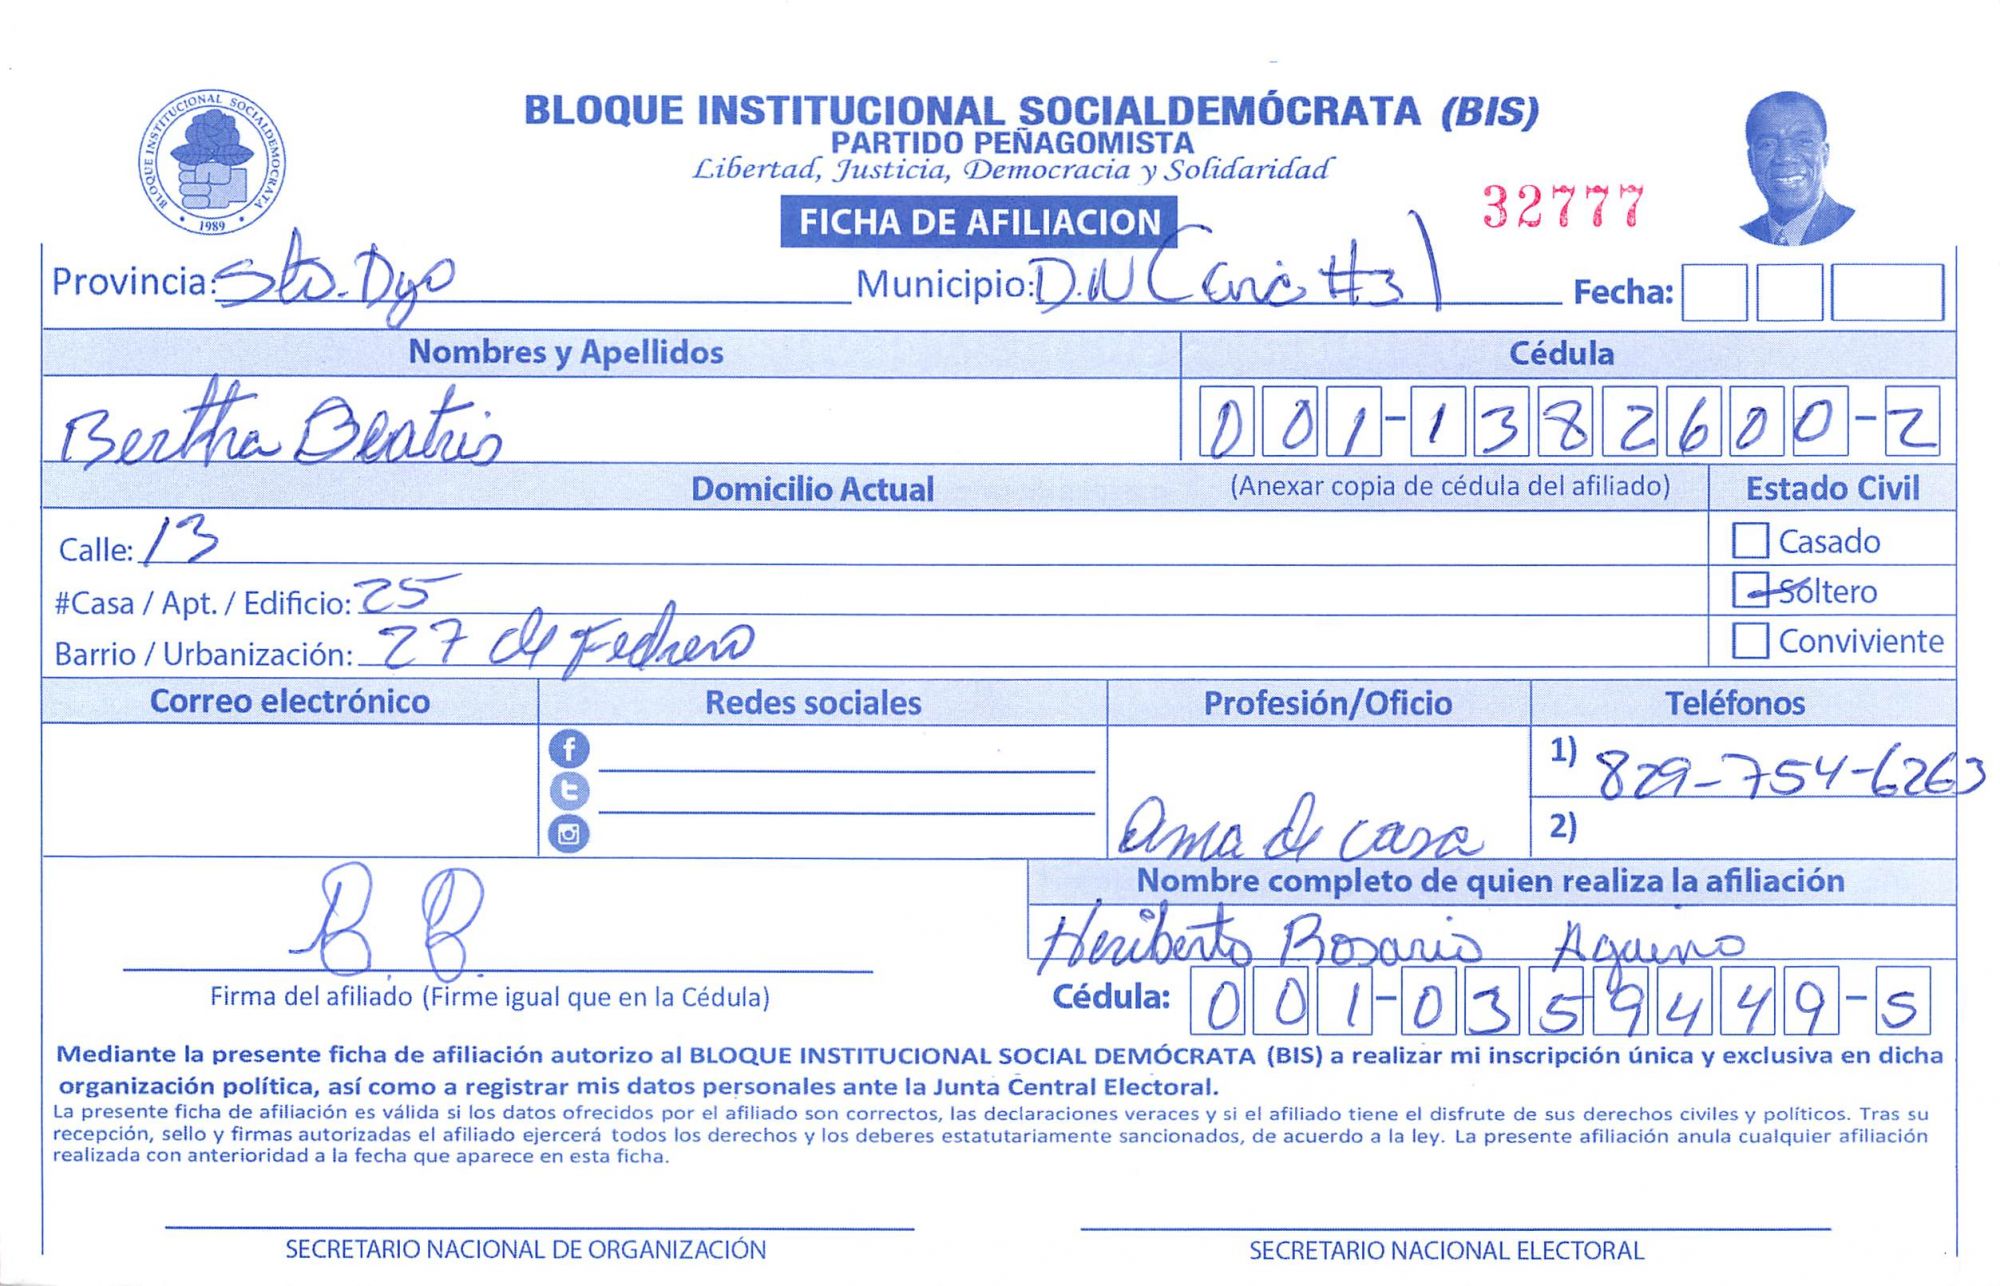 BLOQUE INSTITUCIONAL SOCIALDEMÓCRATA (BIS)
PARTIDO PEÑAGOMISTA
Libertad, Justicia, Democracia y Solidaridad
BLOQUE INSTITUCIONAL SOCIALDEMOCRATA
1989
FICHA DE AFILIACION
32777
Provincia: Sto. Dgo Municipio: D.N (Circ #3) Fecha:
Nombres y Apellidos Cédula
Bertha Beatris 001-1382600-2
Domicilio Actual (Anexar copia de cédula del afiliado) Estado Civil
Calle: 13 Casado
#Casa / Apt. / Edificio: 25 Soltero
Barrio / Urbanización: 27 de Febrero Conviviente
Correo electrónico Redes sociales Profesión/Oficio Teléfonos
1) 829-754-6263
Ama de casa 2)
Nombre completo de quien realiza la afiliación
B. B. Heriberto Rosario Aquino
Firma del afiliado (Firme igual que en la Cédula) Cédula: 001-0359449-5
Mediante la presente ficha de afiliación autorizo al BLOQUE INSTITUCIONAL SOCIAL DEMÓCRATA (BIS) a realizar mi inscripción única y exclusiva en dicha
organización política, así como a registrar mis datos personales ante la Junta Central Electoral.
La presente ficha de afiliación es válida si los datos ofrecidos por el afiliado son correctos, las declaraciones veraces y si el afiliado tiene el disfrute de sus derechos civiles y políticos. Tras su
recepción, sello y firmas autorizadas el afiliado ejercerá todos los derechos y los deberes estatutariamente sancionados, de acuerdo a la ley. La presente afiliación anula cualquier afiliación
realizada con anterioridad a la fecha que aparece en esta ficha.
SECRETARIO NACIONAL DE ORGANIZACIÓN SECRETARIO NACIONAL ELECTORAL